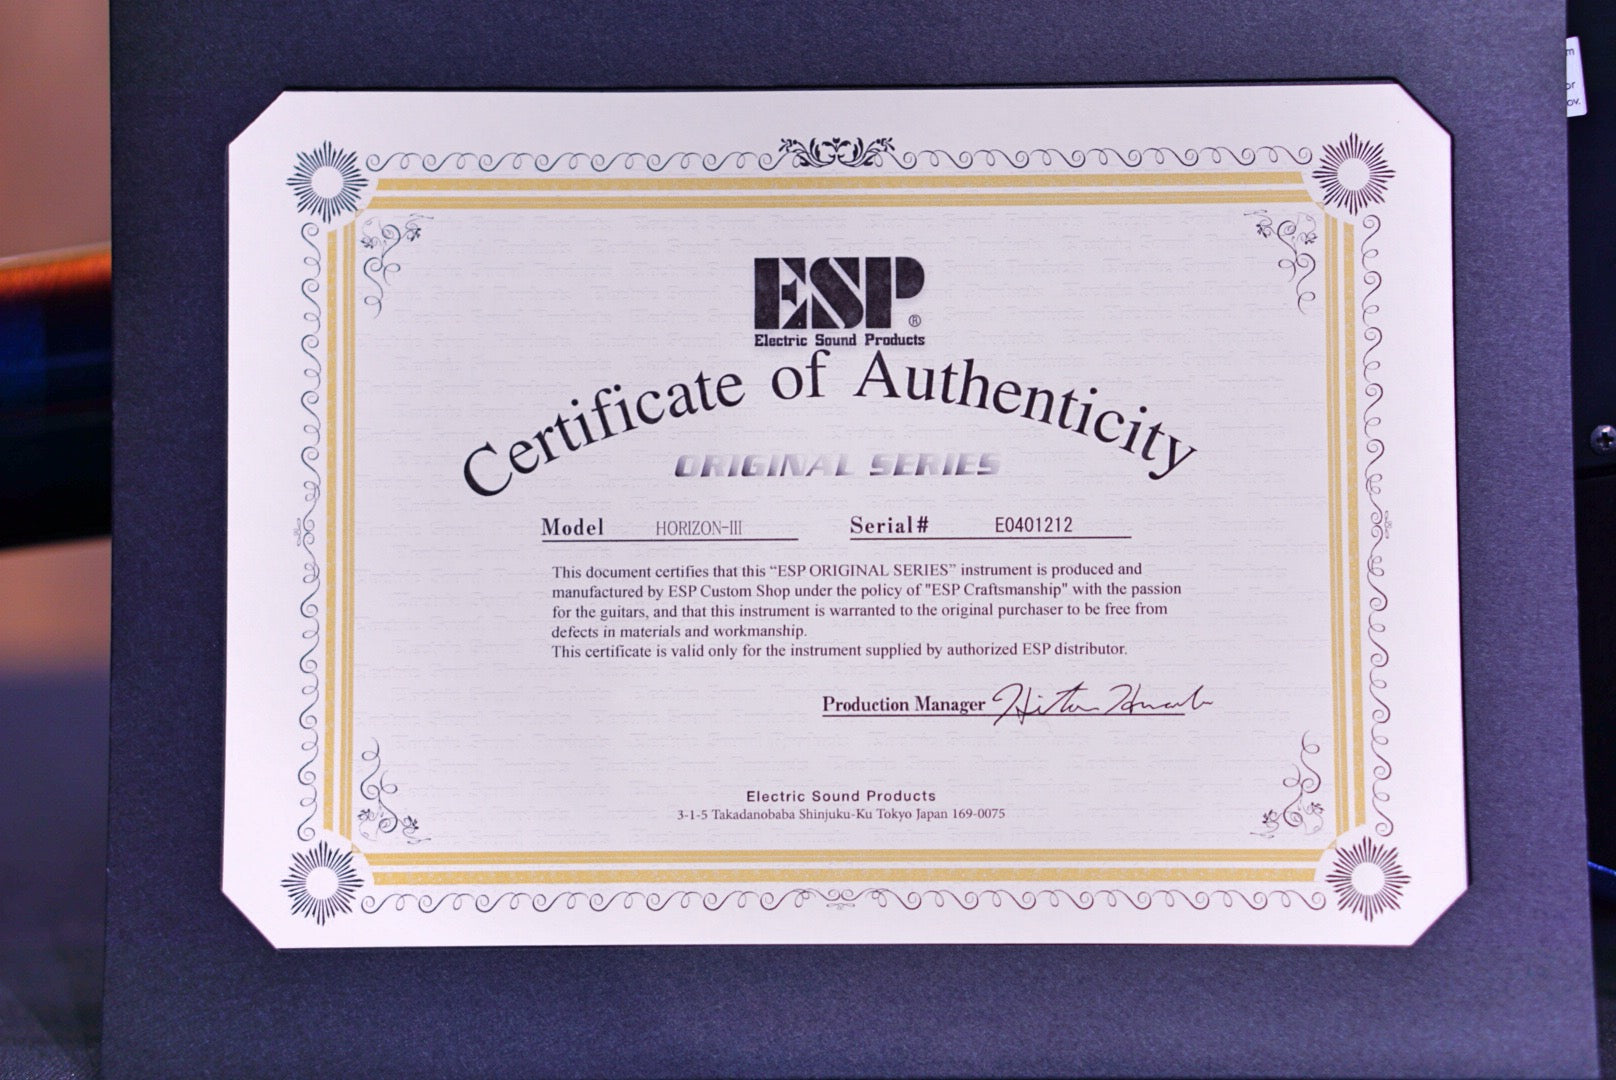 ESP®
Electric Sound Products
Certificate of Authenticity
ORIGINAL SERIES
Model HORIZON-III Serial# E0401212
This document certifies that this “ESP ORIGINAL SERIES” instrument is produced and
manufactured by ESP Custom Shop under the policy of "ESP Craftsmanship" with the passion
for the guitars, and that this instrument is warranted to the original purchaser to be free from
defects in materials and workmanship.
This certificate is valid only for the instrument supplied by authorized ESP distributor.
Production Manager
Electric Sound Products
3-1-5 Takadanobaba Shinjuku-Ku Tokyo Japan 169-0075